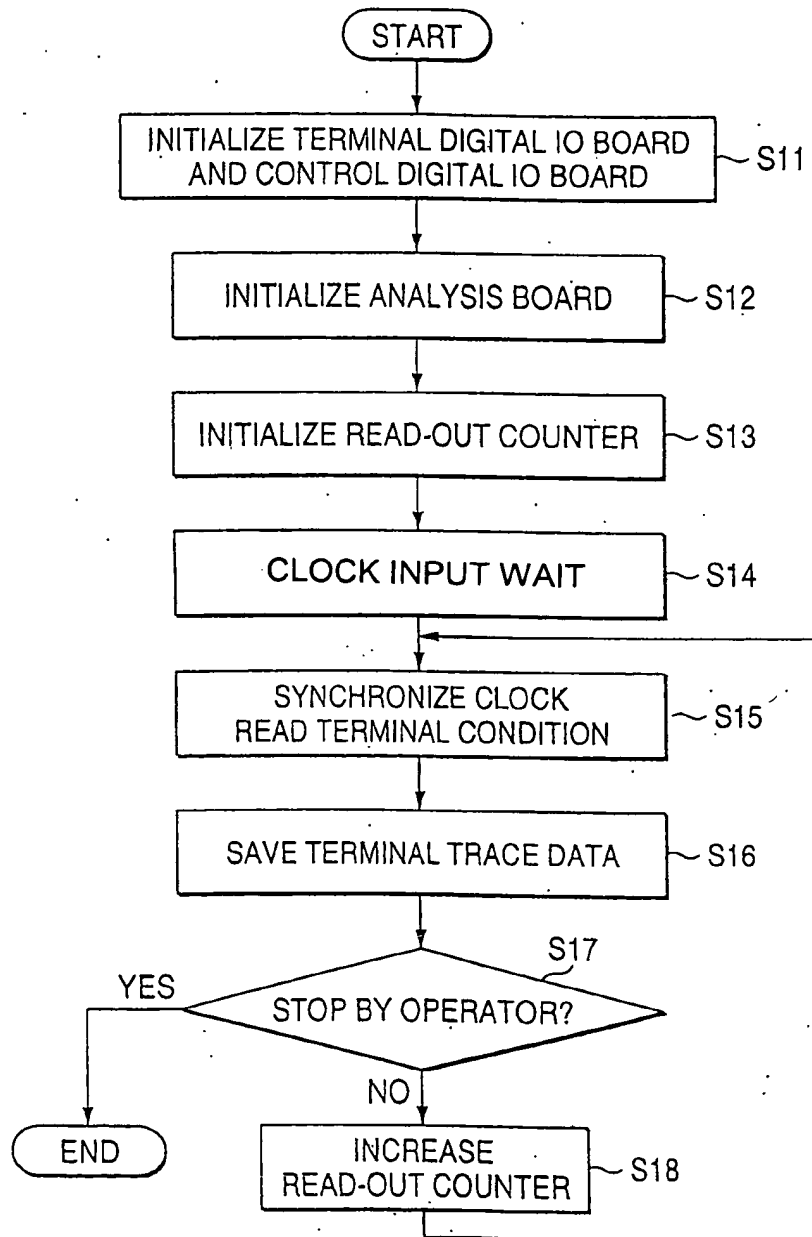 START
INITIALIZE TERMINAL DIGITAL IO BOARD
AND CONTROL DIGITAL IO BOARD
S11
INITIALIZE ANALYSIS BOARD
S12
INITIALIZE READ-OUT COUNTER
S13
CLOCK INPUT WAIT
S14
SYNCHRONIZE CLOCK
READ TERMINAL CONDITION
S15
SAVE TERMINAL TRACE DATA
S16
S17
YES
STOP BY OPERATOR?
NO
END
INCREASE
READ-OUT COUNTER
S18